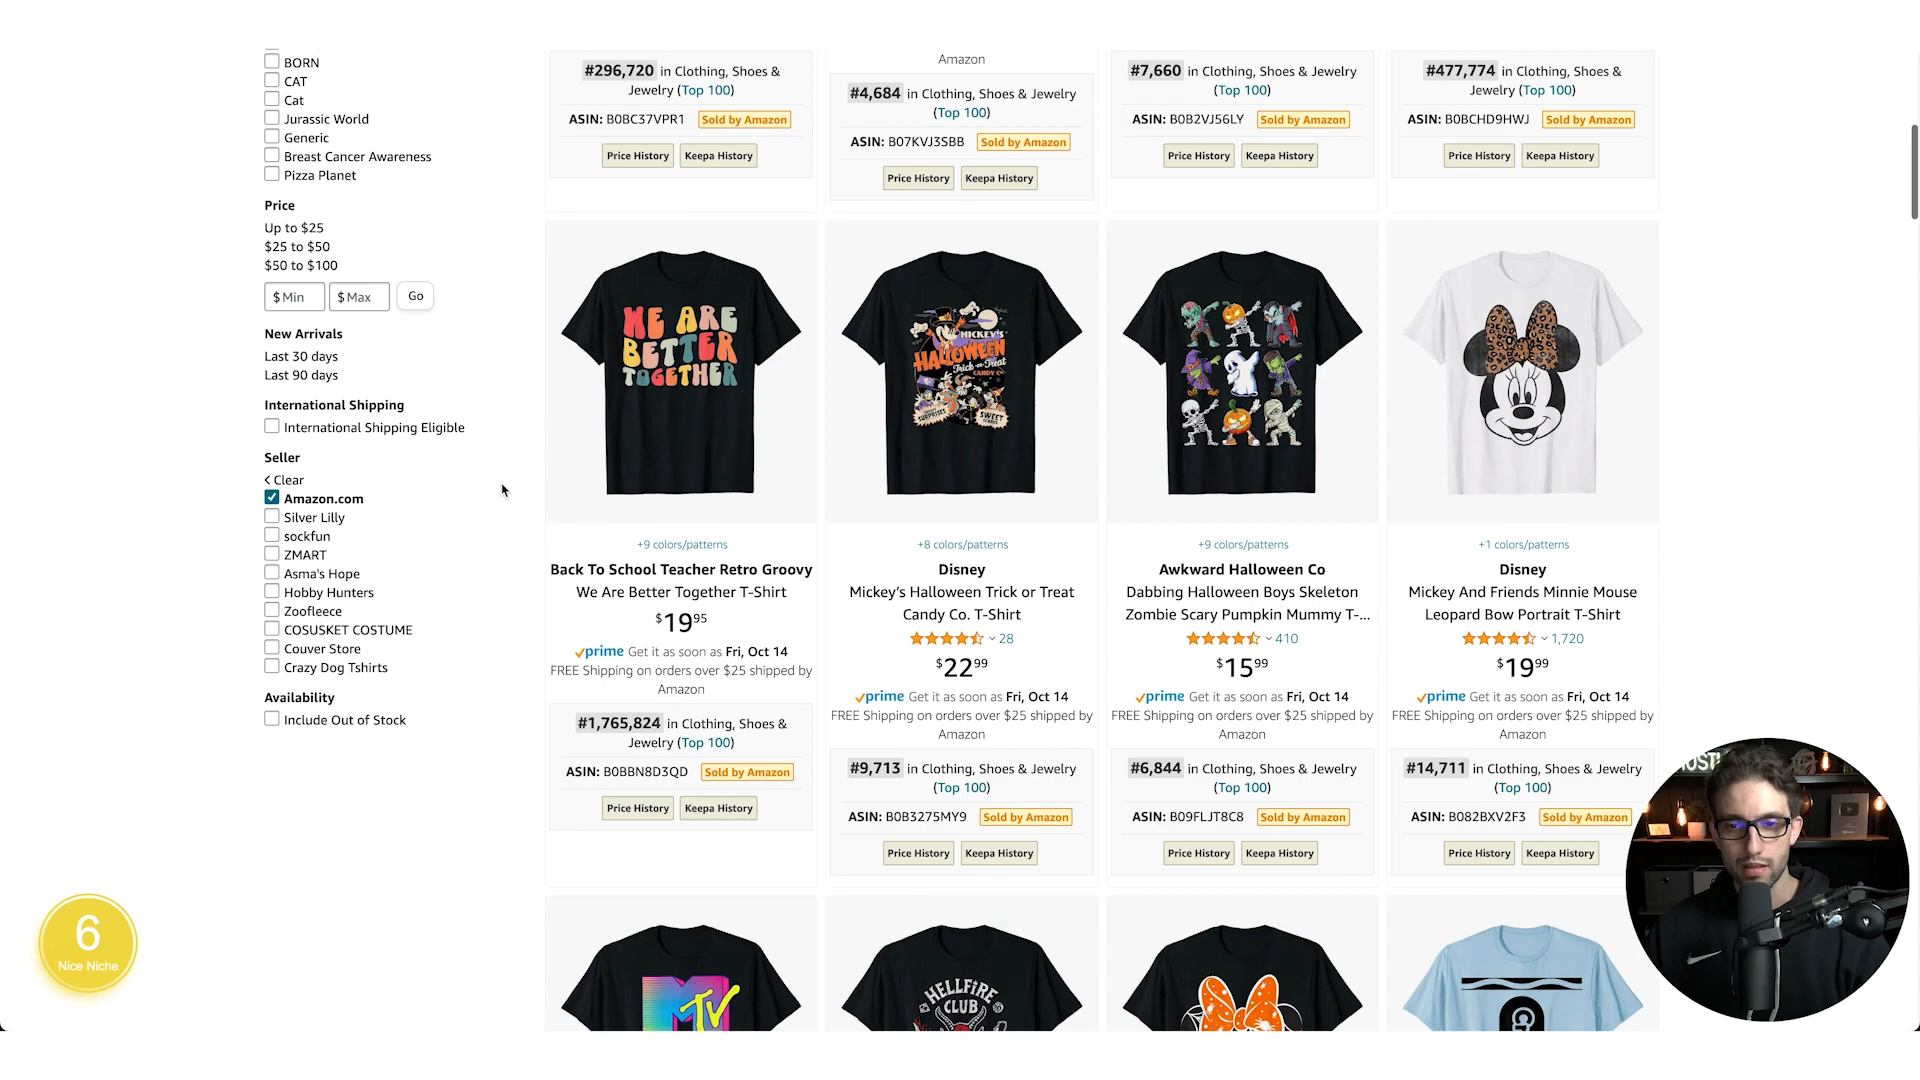 BORN
CAT
Cat
Jurassic World
Generic
Breast Cancer Awareness
Pizza Planet
Price
Up to $25
$25 to $50
$50 to $100
$ Min $ Max Go
New Arrivals
Last 30 days
Last 90 days
International Shipping
International Shipping Eligible
Seller
< Clear
Amazon.com
Silver Lilly
sockfun
ZMART
Asma's Hope
Hobby Hunters
Zoofleece
COSUSKET COSTUME
Couver Store
Crazy Dog Tshirts
Availability
Include Out of Stock
6
Nice Niche
#296,720 in Clothing, Shoes &
Jewelry (Top 100)
ASIN: B0BC37VPR1 Sold by Amazon
Price History Keepa History
Amazon
#4,684 in Clothing, Shoes & Jewelry
(Top 100)
ASIN: B07KVJ3SBB Sold by Amazon
Price History Keepa History
#7,660 in Clothing, Shoes & Jewelry
(Top 100)
ASIN: B0B2VJ56LY Sold by Amazon
Price History Keepa History
#477,774 in Clothing, Shoes &
Jewelry (Top 100)
ASIN: B0BCHD9HWJ Sold by Amazon
Price History Keepa History
WE ARE
BETTER
TOGETHER
+9 colors/patterns
Back To School Teacher Retro Groovy
We Are Better Together T-Shirt
$19.95
prime Get it as soon as Fri, Oct 14
FREE Shipping on orders over $25 shipped by
Amazon
#1,765,824 in Clothing, Shoes &
Jewelry (Top 100)
ASIN: B0BBN8D3QD Sold by Amazon
Price History Keepa History
MICKEY'S
HALLOWEEN
Trick or Treat
CANDY CO.
SURPRISES
SWEET
+8 colors/patterns
Disney
Mickey's Halloween Trick or Treat
Candy Co. T-Shirt
28
$22.99
prime Get it as soon as Fri, Oct 14
FREE Shipping on orders over $25 shipped by
Amazon
#9,713 in Clothing, Shoes & Jewelry
(Top 100)
ASIN: B0B3275MY9 Sold by Amazon
Price History Keepa History
+9 colors/patterns
Awkward Halloween Co
Dabbing Halloween Boys Skeleton
Zombie Scary Pumpkin Mummy T-...
410
$15.99
prime Get it as soon as Fri, Oct 14
FREE Shipping on orders over $25 shipped by
Amazon
#6,844 in Clothing, Shoes & Jewelry
(Top 100)
ASIN: B09FLJT8C8 Sold by Amazon
Price History Keepa History
+1 colors/patterns
Disney
Mickey And Friends Minnie Mouse
Leopard Bow Portrait T-Shirt
1,720
$19.99
prime Get it as soon as Fri, Oct 14
FREE Shipping on orders over $25 shipped by
Amazon
#14,711 in Clothing, Shoes & Jewelry
(Top 100)
ASIN: B082BXV2F3 Sold by Amazon
Price History Keepa History
MTV
HELLFIRE
CLUB